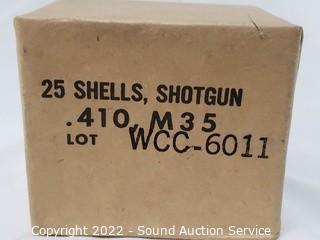 25 SHELLS, SHOTGUN
.410, M35
LOT WCC-6011
Copyright 2022 - Sound Auction Service